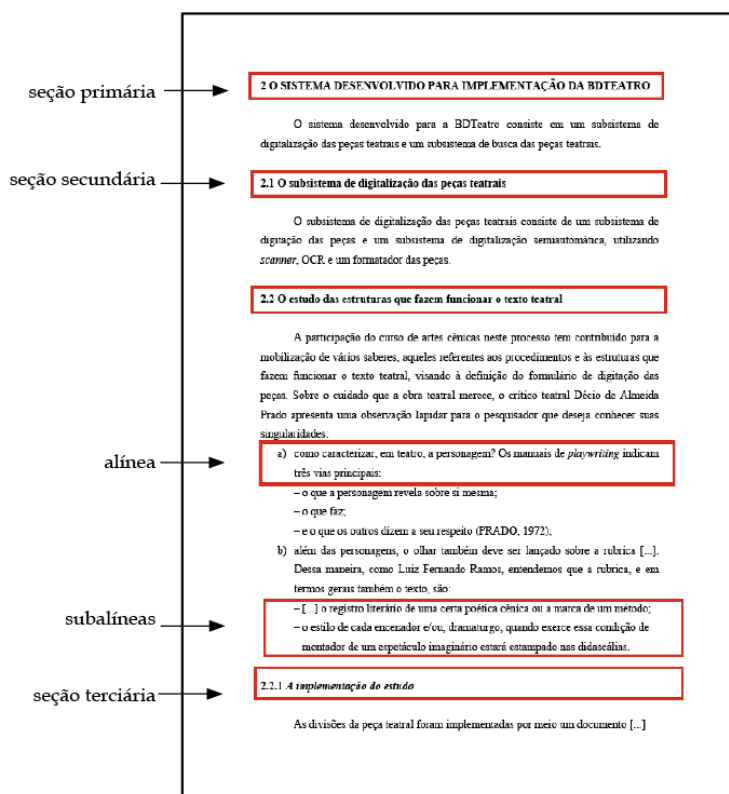 seção primária
2 O SISTEMA DESENVOLVIDO PARA IMPLEMENTAÇÃO DA BDTEATRO
O sistema desenvolvido para a BDTeatro consiste em um subsistema de
digitalização das peças teatrais e um subsistema de busca das peças teatrais.
seção secundária
2.1 O subsistema de digitalização das peças teatrais
O subsistema de digitalização das peças teatrais consiste de um subsistema de
digitação das peças e um subsistema de digitalização semiautomática, utilizando
scanner, OCR e um formatador das peças.
2.2 O estudo das estruturas que fazem funcionar o texto teatral
A participação do curso de artes cênicas neste processo tem contribuído para a
mobilização de vários saberes, aqueles referentes aos procedimentos e às estruturas que
fazem funcionar o texto teatral, visando à definição do formulário de digitação das
peças. Sobre o cuidado que a obra teatral merece, o crítico teatral Décio de Almeida
Prado apresenta uma observação lapidar para o pesquisador que deseja conhecer suas
singularidades:
alínea
a) como caracterizar, em teatro, a personagem? Os manuais de playwriting indicam
três vias principais:
– o que a personagem revela sobre si mesma;
– o que faz;
– e o que os outros dizem a seu respeito (PRADO, 1972);
b) além das personagens, o olhar também deve ser lançado sobre a rubrica [...].
Dessa maneira, como Luiz Fernando Ramos, entendemos que a rubrica, e em
termos gerais também o texto, são:
subalíneas
– [...] o registro literário de uma certa poética cênica ou a marca de um método;
– o estilo de cada encenador e/ou, dramaturgo, quando exerce essa condição de
montador de um espetáculo imaginário estará estampado nas didascálias.
seção terciária
2.2.1 A implementação do estudo
As divisões da peça teatral foram implementadas por meio um documento [...]